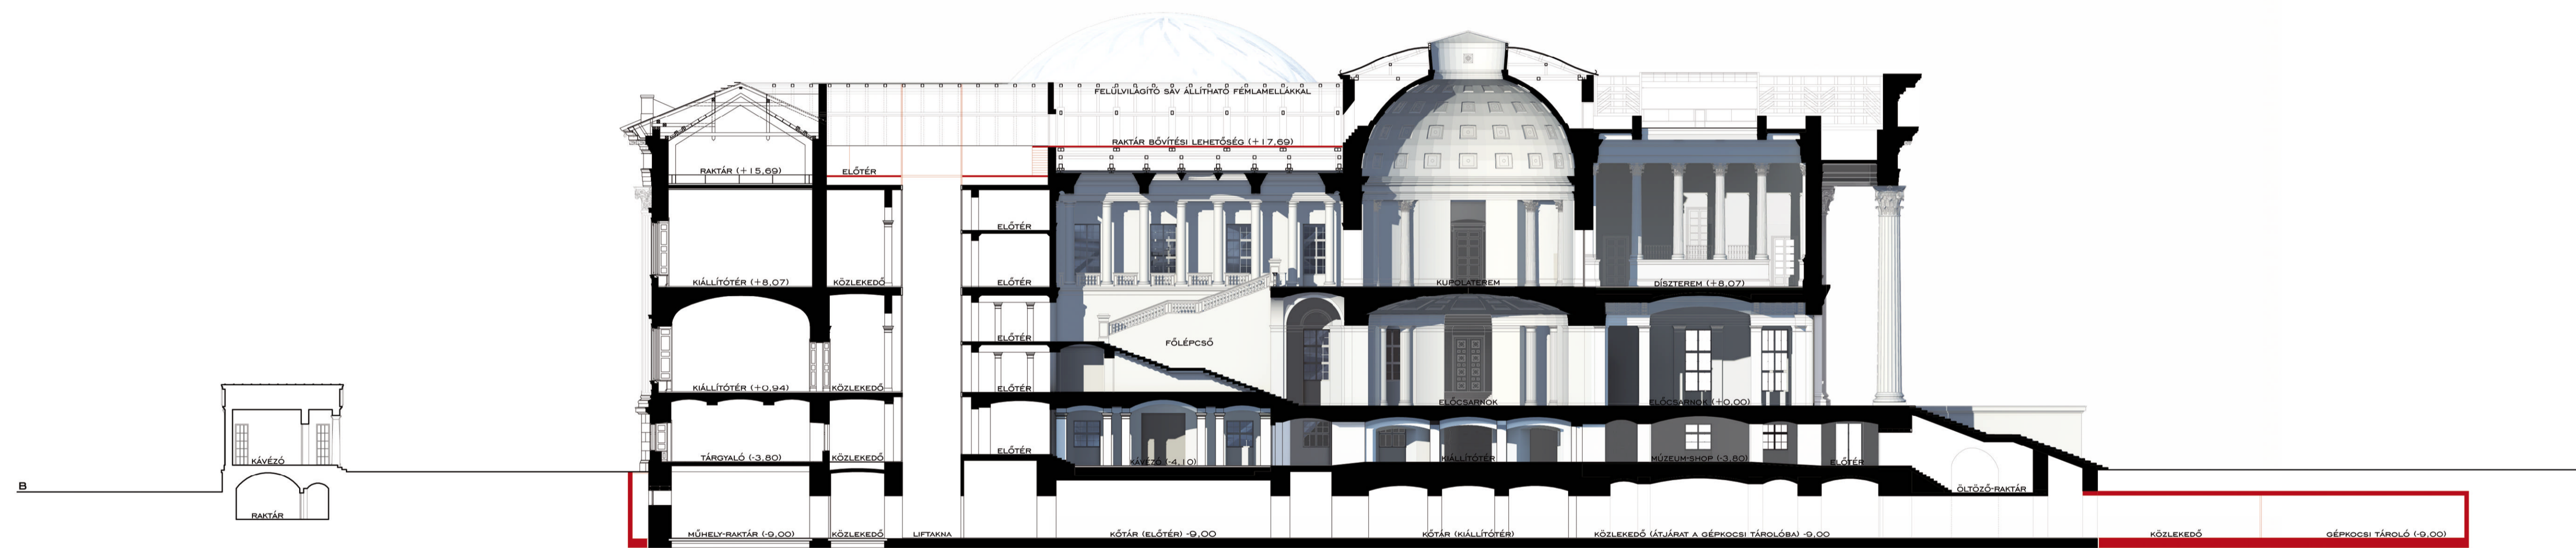 FELÜLVILÁGÍTÓ SÁV ÁLLÍTHATÓ FÉMLAMELLÁKKAL
RAKTÁR BŐVÍTÉSI LEHETŐSÉG (+17,69)
RAKTÁR (+15,69)
ELŐTÉR
ELŐTÉR
KIÁLLÍTÓTÉR (+8,07)
KÖZLEKEDŐ
ELŐTÉR
KUPOLATEREM
DÍSZTEREM (+8,07)
ELŐTÉR
FŐLÉPCSŐ
KIÁLLÍTÓTÉR (+0,94)
KÖZLEKEDŐ
ELŐTÉR
ELŐCSARNOK
ELŐCSARNOK (+0,00)
KÁVÉZÓ
TÁRGYALÓ (-3,80)
KÖZLEKEDŐ
ELŐTÉR
KÁVÉZÓ (-4,10)
KIÁLLÍTÓTÉR
MÚZEUM-SHOP (-3,80)
ELŐTÉR
B
RAKTÁR
ÖLTÖZŐ-RAKTÁR
MŰHELY-RAKTÁR (-9,00)
KÖZLEKEDŐ
LIFTAKNA
KŐTÁR (ELŐTÉR) -9,00
KŐTÁR (KIÁLLÍTÓTÉR)
KÖZLEKEDŐ (ÁTJÁRAT A GÉPKOCSI TÁROLÓBA) -9,00
KÖZLEKEDŐ
GÉPKOCSI TÁROLÓ (-9,00)